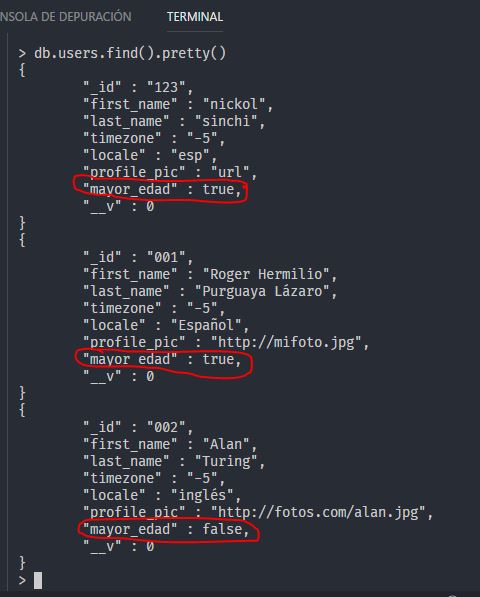 NSOLA DE DEPURACIÓN TERMINAL
> db.users.find().pretty()
{
"_id" : "123",
"first_name" : "nickol",
"last_name" : "sinchi",
"timezone" : "-5",
"locale" : "esp",
"profile_pic" : "url",
"mayor_edad" : true,
"__v" : 0
}
{
"_id" : "001",
"first_name" : "Roger Hermilio",
"last_name" : "Purguaya Lázaro",
"timezone" : "-5",
"locale" : "Español",
"profile_pic" : "http://mifoto.jpg",
"mayor_edad" : true,
"__v" : 0
}
{
"_id" : "002",
"first_name" : "Alan",
"last_name" : "Turing",
"timezone" : "-5",
"locale" : "inglés",
"profile_pic" : "http://fotos.com/alan.jpg",
"mayor_edad" : false,
"__v" : 0
}
>